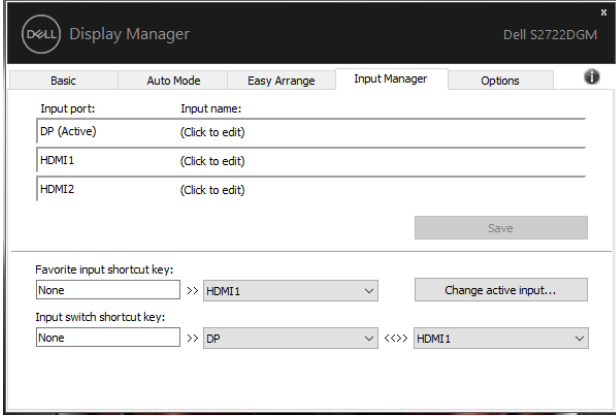 DELL Display Manager Dell S2722DGM
x
Basic Auto Mode Easy Arrange Input Manager Options i
Input port: Input name:
DP (Active) (Click to edit)
HDMI1 (Click to edit)
HDMI2 (Click to edit)
Save
Favorite input shortcut key:
None >> HDMI1 Change active input...
Input switch shortcut key:
None >> DP <<>> HDMI1